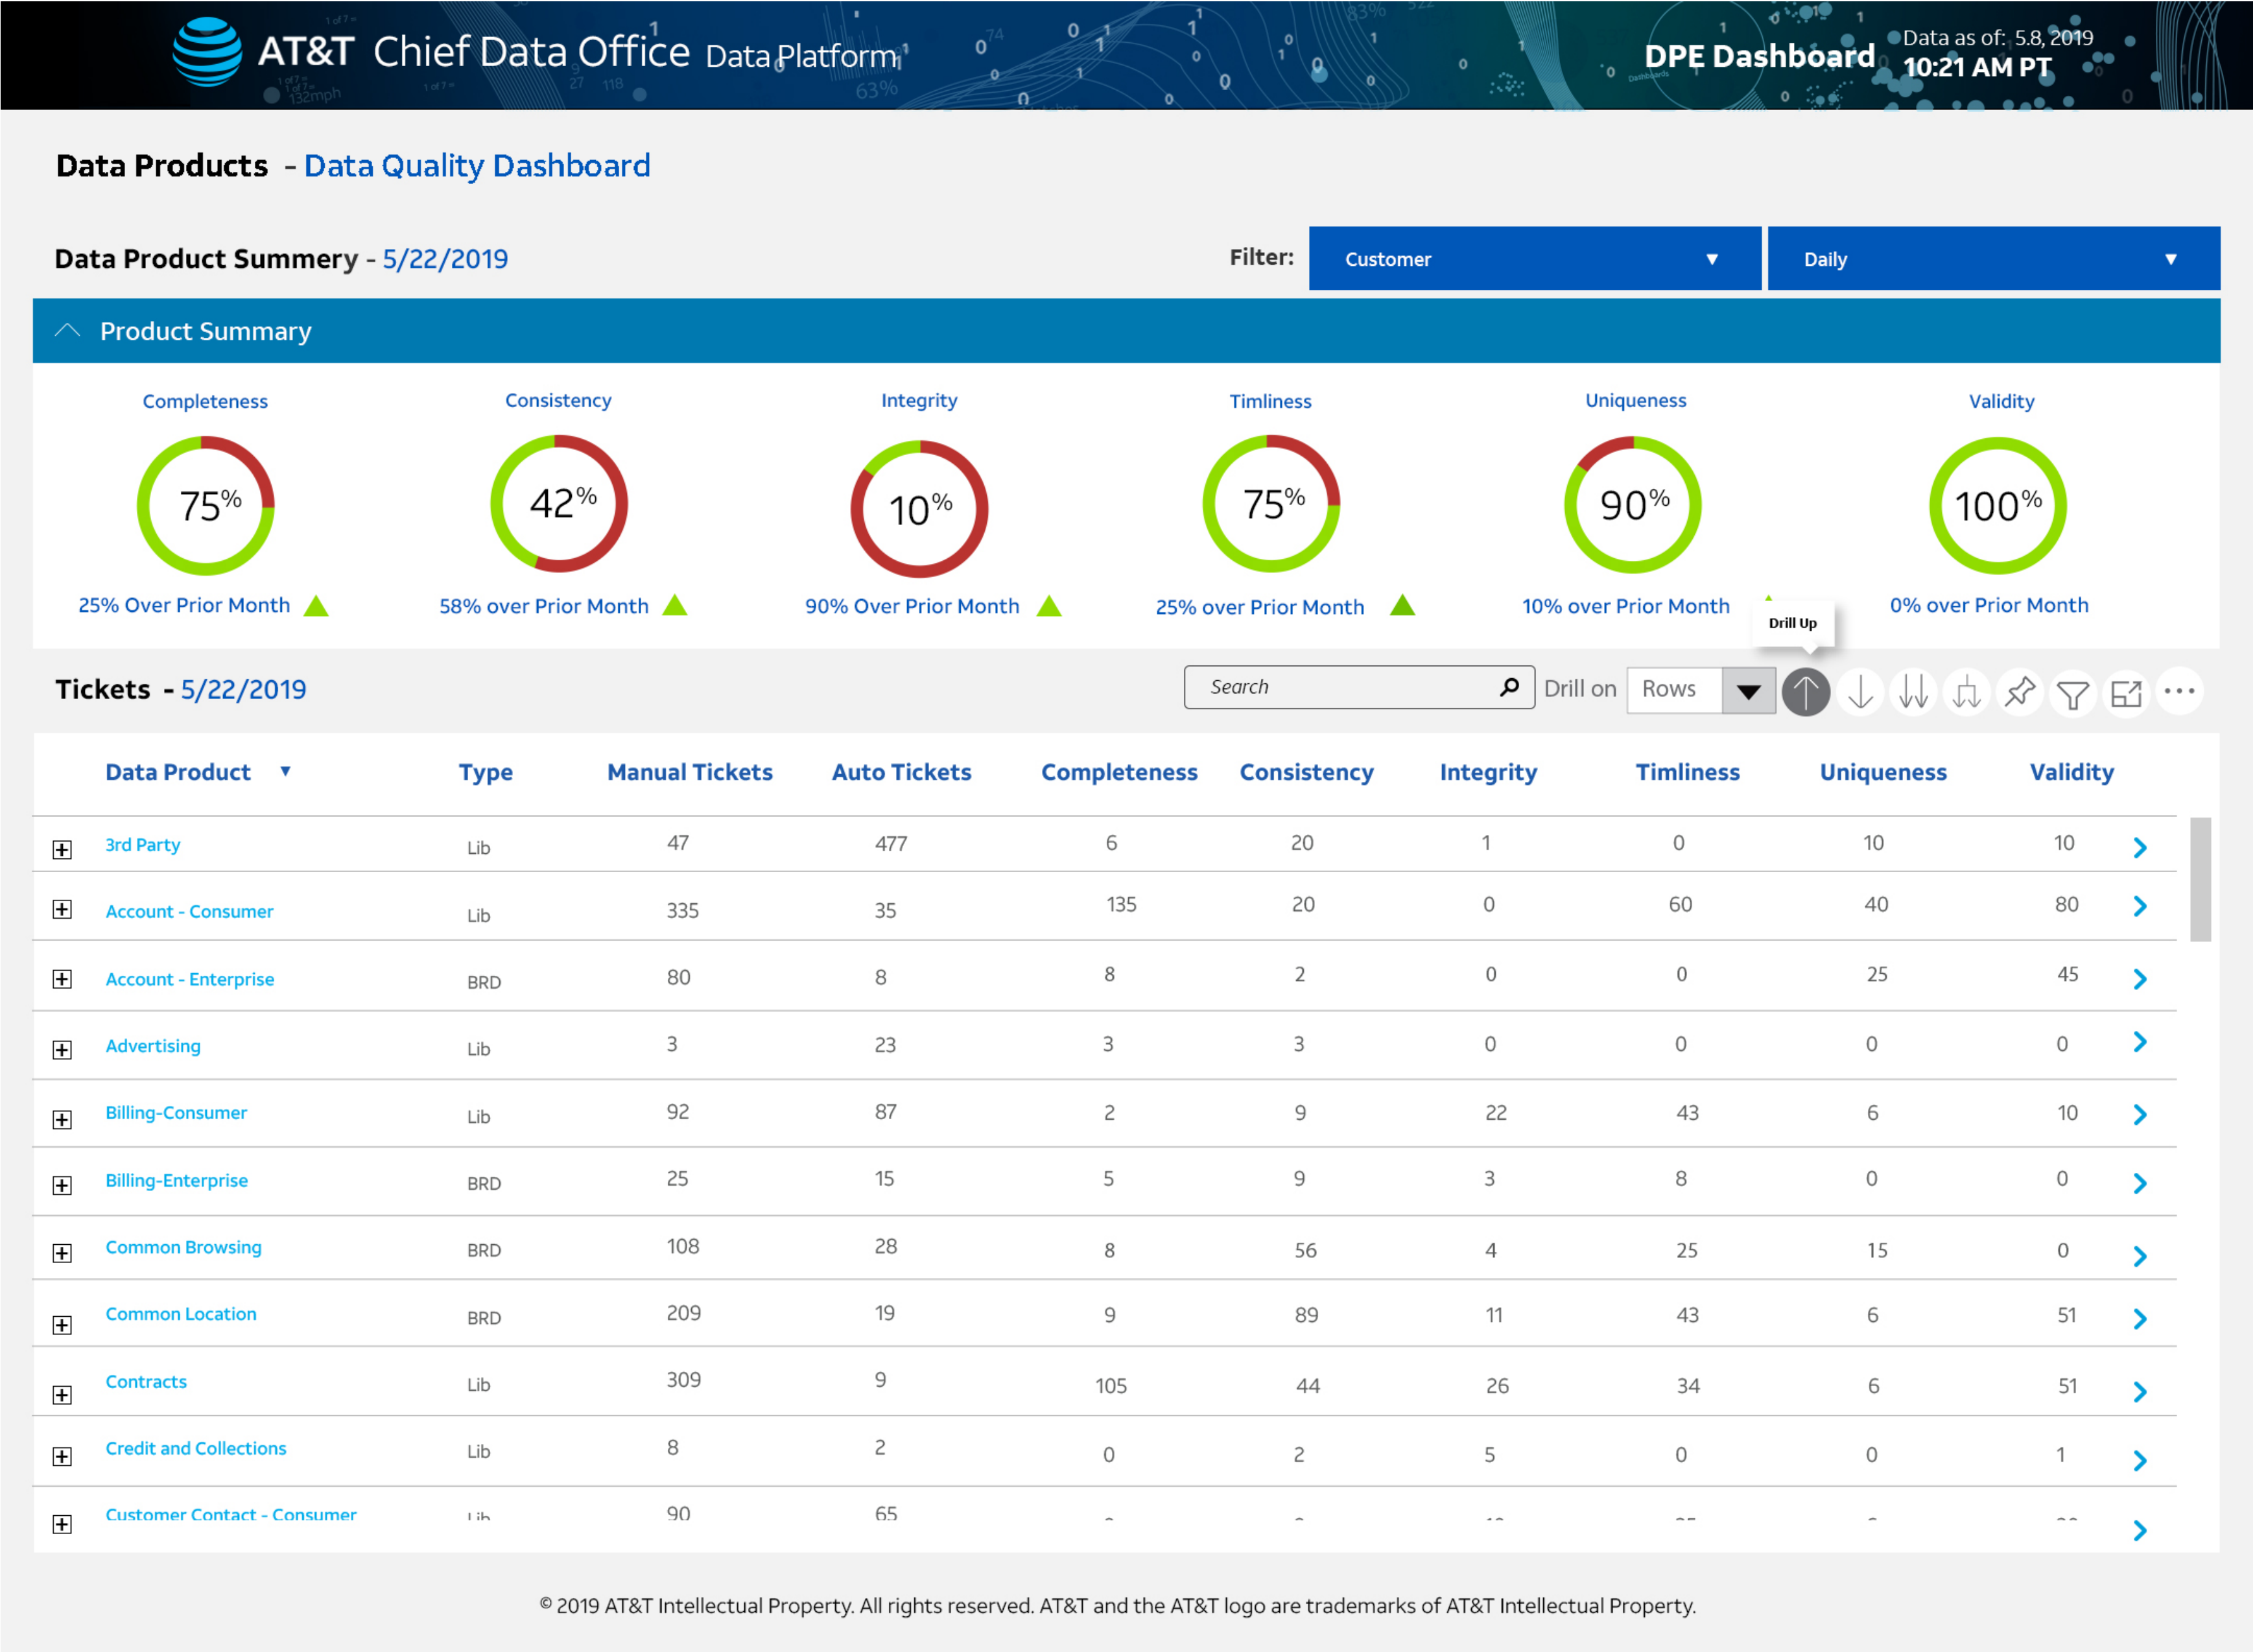 AT&T Chief Data Office Data Platform
DPE Dashboard
Data as of: 5.8, 2019
10:21 AM PT
Data Products - Data Quality Dashboard
Data Product Summery - 5/22/2019
Filter: Customer Daily
Product Summary
Completeness Consistency Integrity Timliness Uniqueness Validity
75% 42% 10% 75% 90% 100%
25% Over Prior Month 58% over Prior Month 90% Over Prior Month 25% over Prior Month 10% over Prior Month 0% over Prior Month
Drill Up
Tickets - 5/22/2019 Search Drill on Rows
Data Product Type Manual Tickets Auto Tickets Completeness Consistency Integrity Timliness Uniqueness Validity
3rd Party Lib 47 477 6 20 1 0 10 10
Account - Consumer Lib 335 35 135 20 0 60 40 80
Account - Enterprise BRD 80 8 8 2 0 0 25 45
Advertising Lib 3 23 3 3 0 0 0 0
Billing-Consumer Lib 92 87 2 9 22 43 6 10
Billing-Enterprise BRD 25 15 5 9 3 8 0 0
Common Browsing BRD 108 28 8 56 4 25 15 0
Common Location BRD 209 19 9 89 11 43 6 51
Contracts Lib 309 9 105 44 26 34 6 51
Credit and Collections Lib 8 2 0 2 5 0 0 1
Customer Contact - Consumer Lib 90 65
© 2019 AT&T Intellectual Property. All rights reserved. AT&T and the AT&T logo are trademarks of AT&T Intellectual Property.